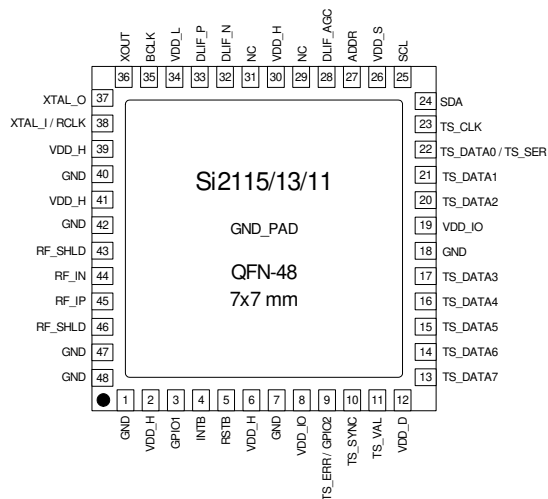 XOUT
BCLK
VDD_L
DLIF_P
DLIF_N
NC
VDD_H
NC
DLIF_AGC
ADDR
VDD_S
SCL
36 35 34 33 32 31 30 29 28 27 26 25
XTAL_O 37
XTAL_I / RCLK 38
VDD_H 39
GND 40
VDD_H 41
GND 42
RF_SHLD 43
RF_IN 44
RF_IP 45
RF_SHLD 46
GND 47
GND 48
Si2115/13/11
GND_PAD
QFN-48
7x7 mm
24 SDA
23 TS_CLK
22 TS_DATA0 / TS_SER
21 TS_DATA1
20 TS_DATA2
19 VDD_IO
18 GND
17 TS_DATA3
16 TS_DATA4
15 TS_DATA5
14 TS_DATA6
13 TS_DATA7
1 2 3 4 5 6 7 8 9 10 11 12
GND
VDD_H
GPIO1
INTB
RSTB
VDD_H
GND
VDD_IO
TS_ERR / GPIO2
TS_SYNC
TS_VAL
VDD_D